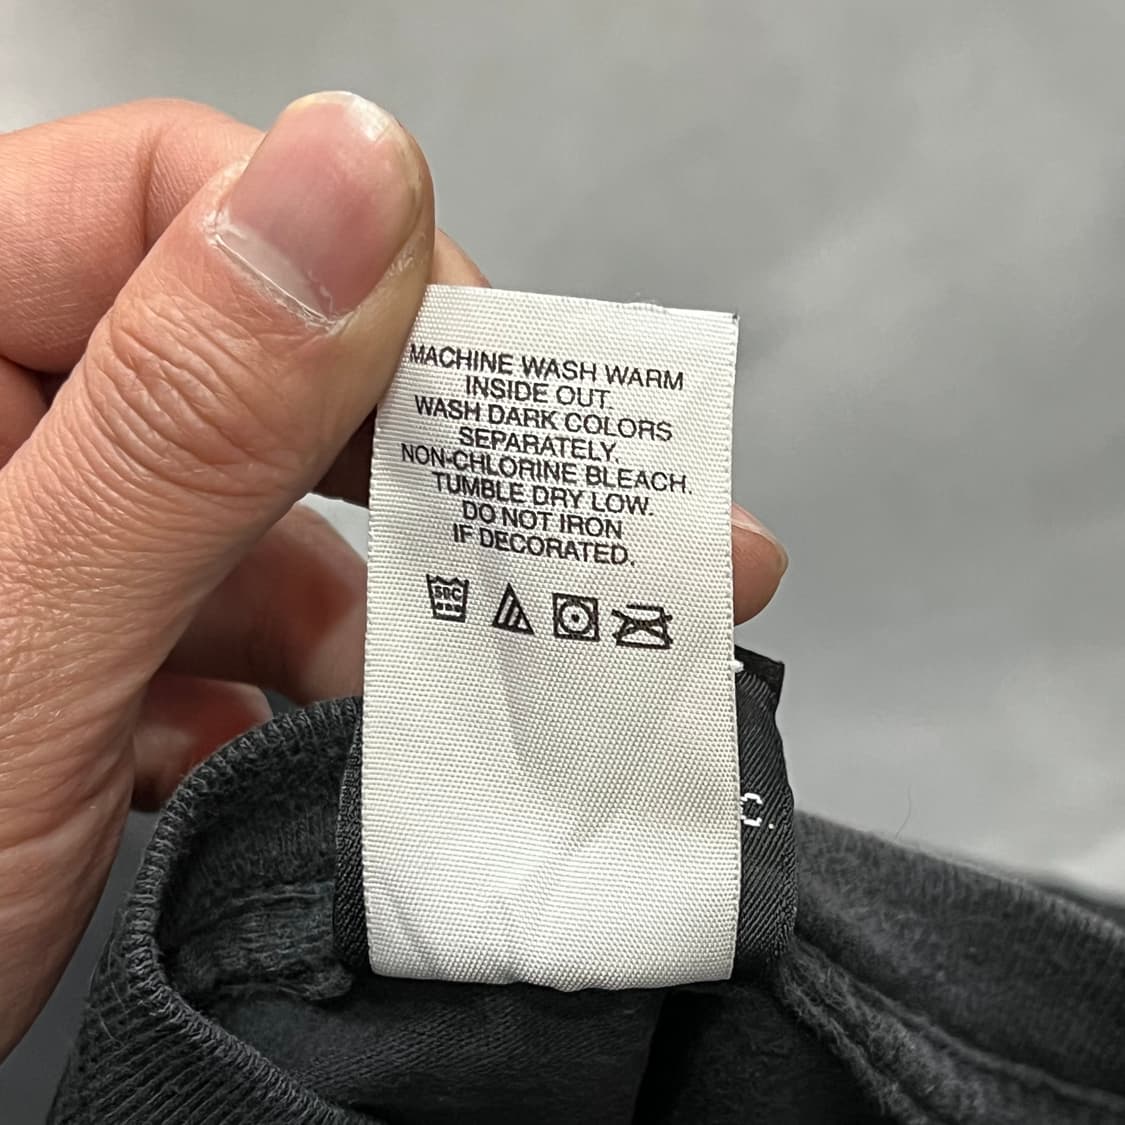 MACHINE WASH WARM
INSIDE OUT.
WASH DARK COLORS
SEPARATELY.
NON-CHLORINE BLEACH.
TUMBLE DRY LOW.
DO NOT IRON
IF DECORATED.
C.